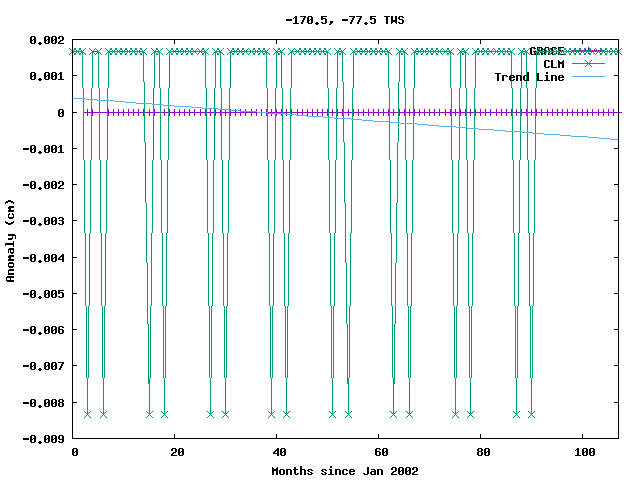 -170.5, -77.5 TWS
GRACE
CLM
Trend Line
0.002
0.001
0
-0.001
-0.002
-0.003
-0.004
-0.005
-0.006
-0.007
-0.008
-0.009
Anomaly (cm)
0 20 40 60 80 100
Months since Jan 2002